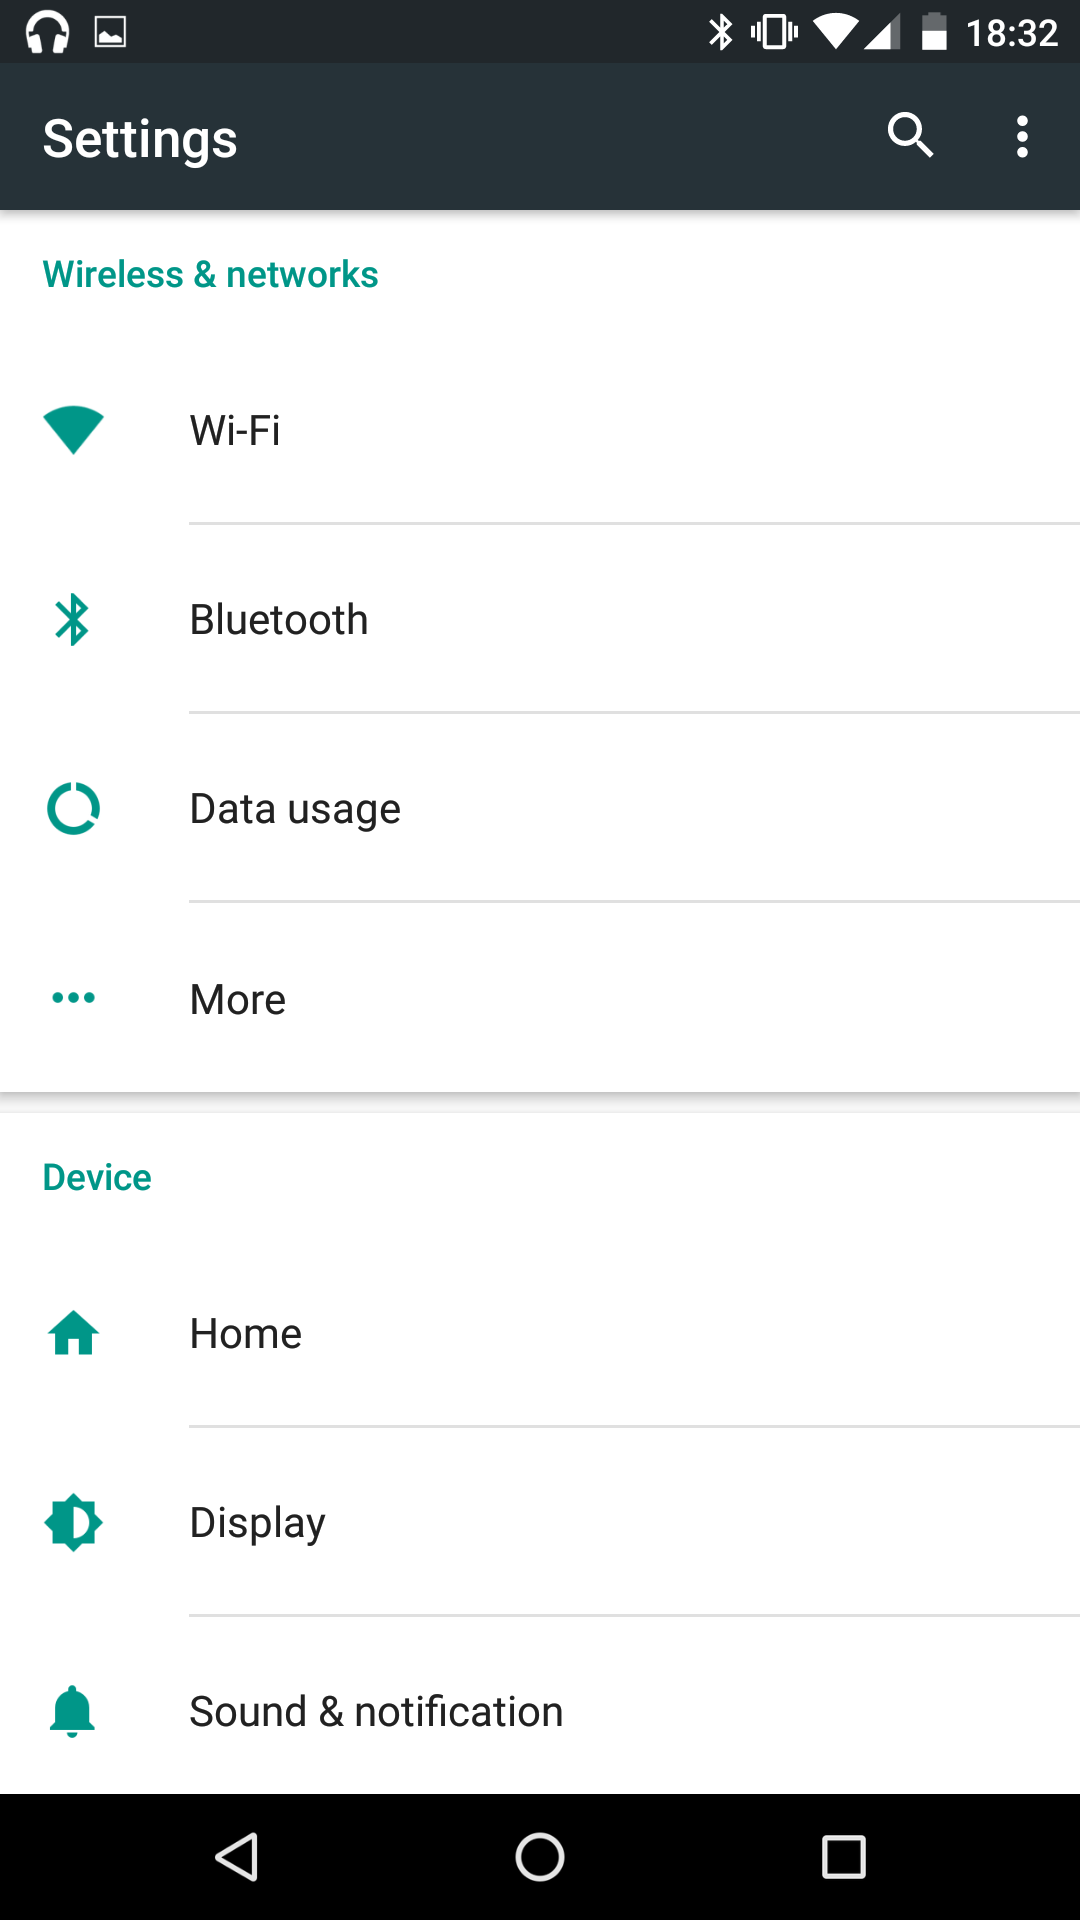 18:32
Settings
Wireless & networks
Wi-Fi
Bluetooth
Data usage
More
Device
Home
Display
Sound & notification